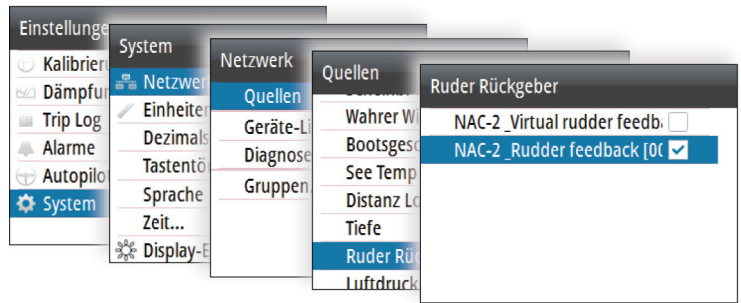 Einstellunge
Kalibrieru
Dämpfun
Trip Log
Alarme
Autopilo
System
System
Netzwer
Einheiten
Dezimals
Tastentö
Sprache
Zeit...
Display-E
Netzwerk
Quellen
Geräte-Li
Diagnose
Gruppen.
Quellen
Wahrer Wi
Bootsgesc
See Temp
Distanz Lo
Tiefe
Ruder Rüc
Luftdruck
Ruder Rückgeber
NAC-2 _Virtual rudder feedba
NAC-2 _Rudder feedback [00